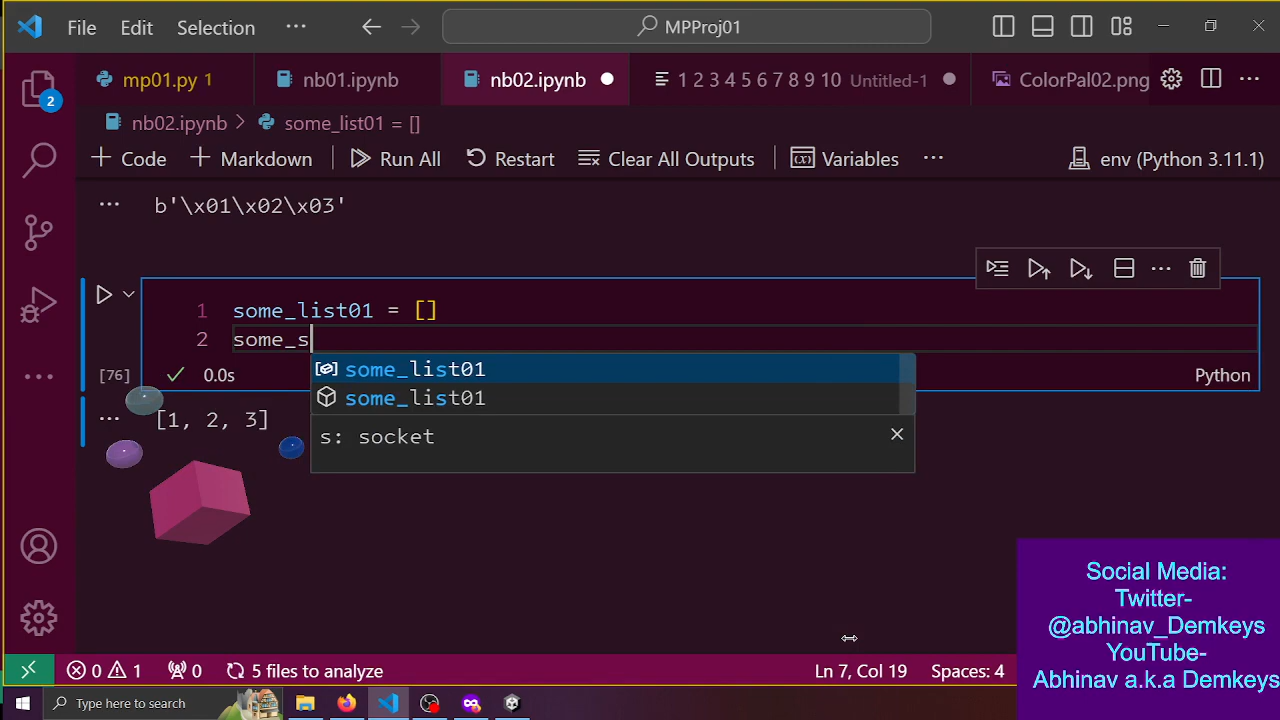 File Edit Selection ··· MPProj01
mp01.py 1 nb01.ipynb nb02.ipynb 1 2 3 4 5 6 7 8 9 10 Untitled-1 ColorPal02.png ···
nb02.ipynb > some_list01 = []
+ Code + Markdown Run All Restart Clear All Outputs Variables ··· env (Python 3.11.1)
2
··· b'\x01\x02\x03'
1 some_list01 = []
2 some_s
some_list01
[76] 0.0s Python
some_list01
··· [1, 2, 3]
s: socket
Social Media:
Twitter-
@abhinav_Demkeys
YouTube-
Abhinav a.k.a Demkeys
0 1 0 5 files to analyze Ln 7, Col 19 Spaces: 4
Type here to search